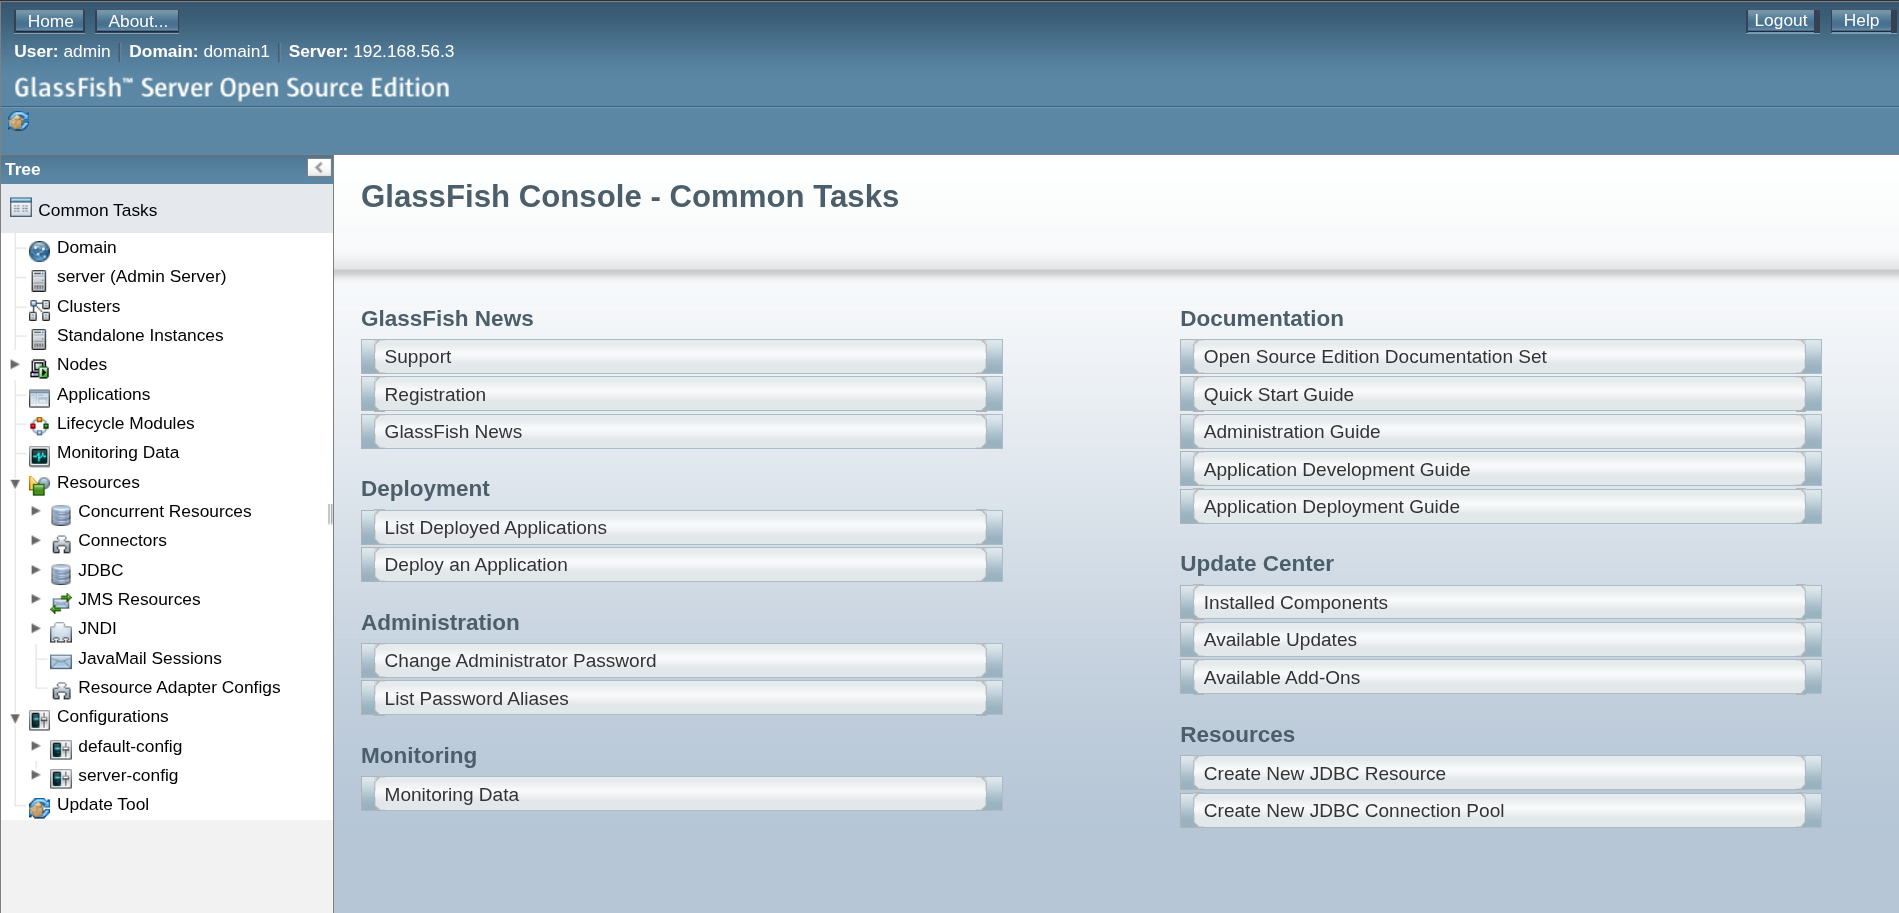 Home About... Logout Help
User: admin Domain: domain1 Server: 192.168.56.3
GlassFish™ Server Open Source Edition
Tree
Common Tasks
Domain
server (Admin Server)
Clusters
Standalone Instances
Nodes
Applications
Lifecycle Modules
Monitoring Data
Resources
Concurrent Resources
Connectors
JDBC
JMS Resources
JNDI
JavaMail Sessions
Resource Adapter Configs
Configurations
default-config
server-config
Update Tool
GlassFish Console - Common Tasks
GlassFish News
Support
Registration
GlassFish News
Deployment
List Deployed Applications
Deploy an Application
Administration
Change Administrator Password
List Password Aliases
Monitoring
Monitoring Data
Documentation
Open Source Edition Documentation Set
Quick Start Guide
Administration Guide
Application Development Guide
Application Deployment Guide
Update Center
Installed Components
Available Updates
Available Add-Ons
Resources
Create New JDBC Resource
Create New JDBC Connection Pool